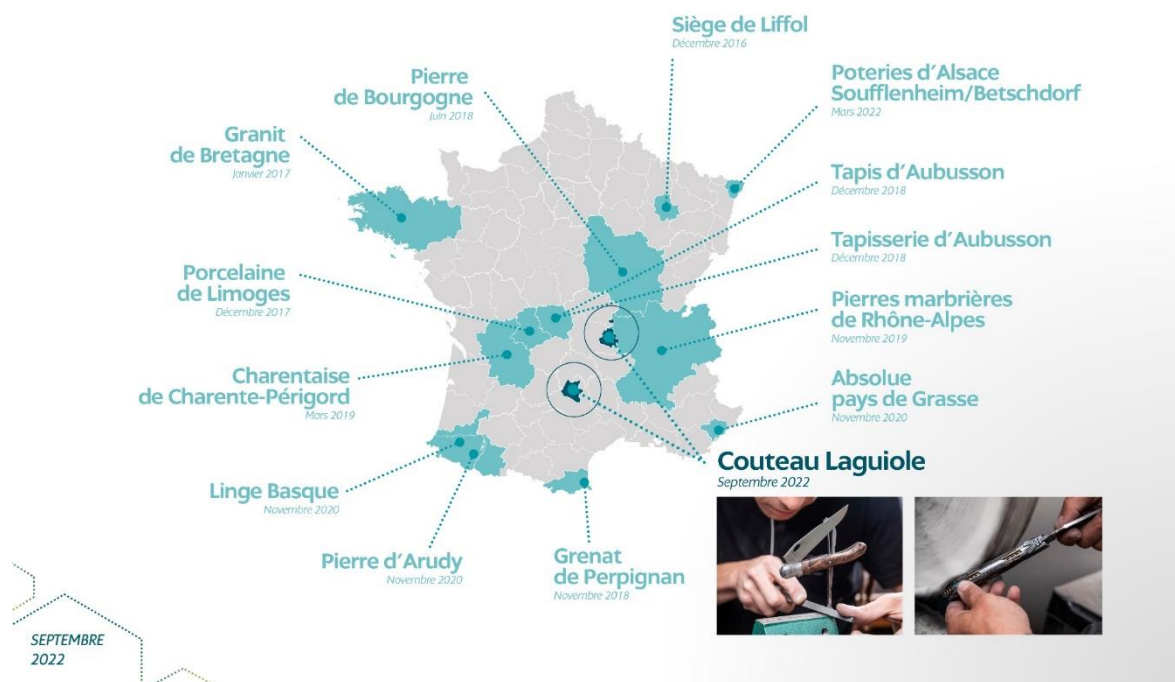 Siège de Liffol
Décembre 2016
Pierre
de Bourgogne
Juin 2018
Poteries d'Alsace
Soufflenheim/Betschdorf
Mars 2022
Granit
de Bretagne
Janvier 2017
Tapis d'Aubusson
Décembre 2018
Tapisserie d'Aubusson
Décembre 2018
Porcelaine
de Limoges
Décembre 2017
Pierres marbrières
de Rhône-Alpes
Novembre 2019
Charentaise
de Charente-Périgord
Mars 2019
Absolue
pays de Grasse
Novembre 2020
Couteau Laguiole
Septembre 2022
Linge Basque
Novembre 2020
Pierre d'Arudy
Novembre 2020
Grenat
de Perpignan
Novembre 2018
SEPTEMBRE
2022